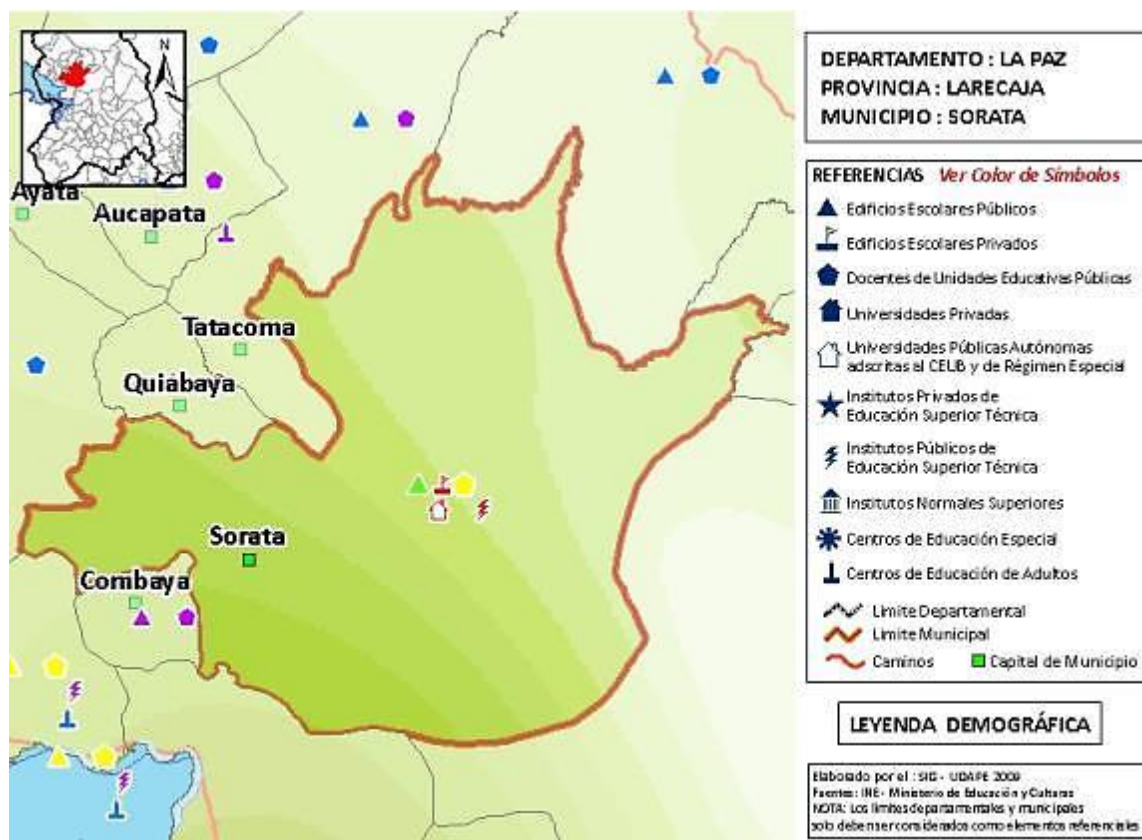 N
Ayata
Aucapata
Tatacoma
Quiabaya
Sorata
Combaya
DEPARTAMENTO : LA PAZ
PROVINCIA : LARECAJA
MUNICIPIO : SORATA
REFERENCIAS Ver Color de Símbolos
Edificios Escolares Públicos
Edificios Escolares Privados
Docentes de Unidades Educativas Públicas
Universidades Privadas
Universidades Públicas Autónomas
adscritas al CEUB y de Régimen Especial
Institutos Privados de
Educación Superior Técnica
Institutos Públicos de
Educación Superior Técnica
Institutos Normales Superiores
Centros de Educación Especial
Centros de Educación de Adultos
Limite Departamental
Limite Municipal
Caminos Capital de Municipio
LEYENDA DEMOGRÁFICA
Elaborado por el : SIG - UDAPE 2009
Fuentes: INE - Ministerio de Educación y Culturas
NOTA: Los límites departamentales y municipales
solo deben ser considerados como elementos referenciales